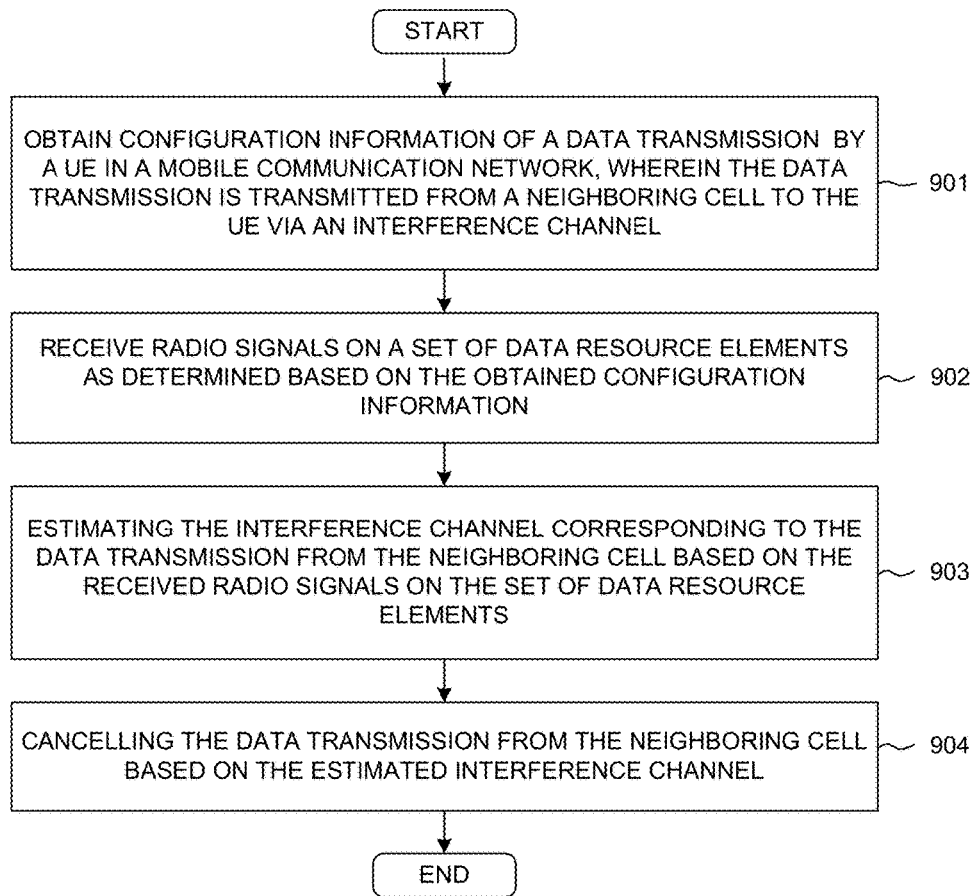 START
OBTAIN CONFIGURATION INFORMATION OF A DATA TRANSMISSION BY
A UE IN A MOBILE COMMUNICATION NETWORK, WHEREIN THE DATA
TRANSMISSION IS TRANSMITTED FROM A NEIGHBORING CELL TO THE
UE VIA AN INTERFERENCE CHANNEL
901
RECEIVE RADIO SIGNALS ON A SET OF DATA RESOURCE ELEMENTS
AS DETERMINED BASED ON THE OBTAINED CONFIGURATION
INFORMATION
902
ESTIMATING THE INTERFERENCE CHANNEL CORRESPONDING TO THE
DATA TRANSMISSION FROM THE NEIGHBORING CELL BASED ON THE
RECEIVED RADIO SIGNALS ON THE SET OF DATA RESOURCE
ELEMENTS
903
CANCELLING THE DATA TRANSMISSION FROM THE NEIGHBORING CELL
BASED ON THE ESTIMATED INTERFERENCE CHANNEL
904
END